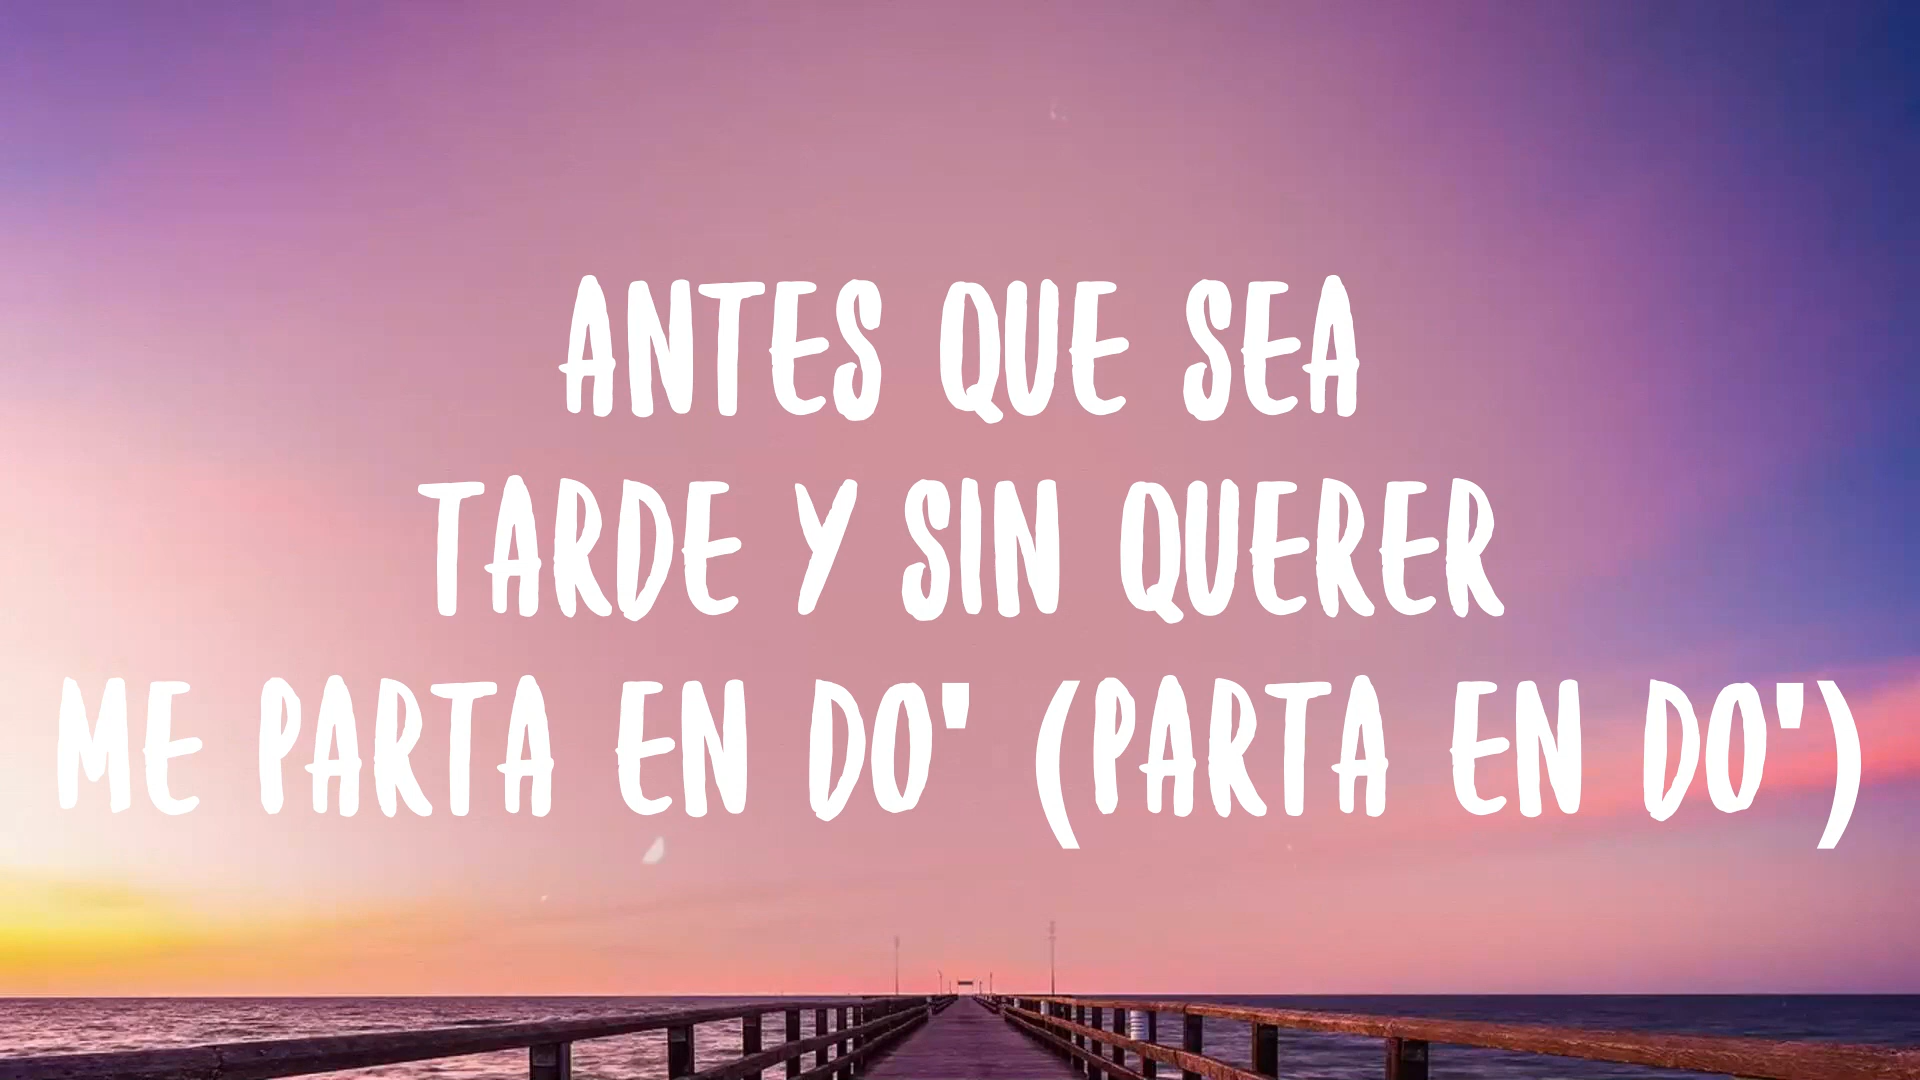 ANTES QUE SEA
TARDE Y SIN QUERER
ME PARTA EN DO' (PARTA EN DO')